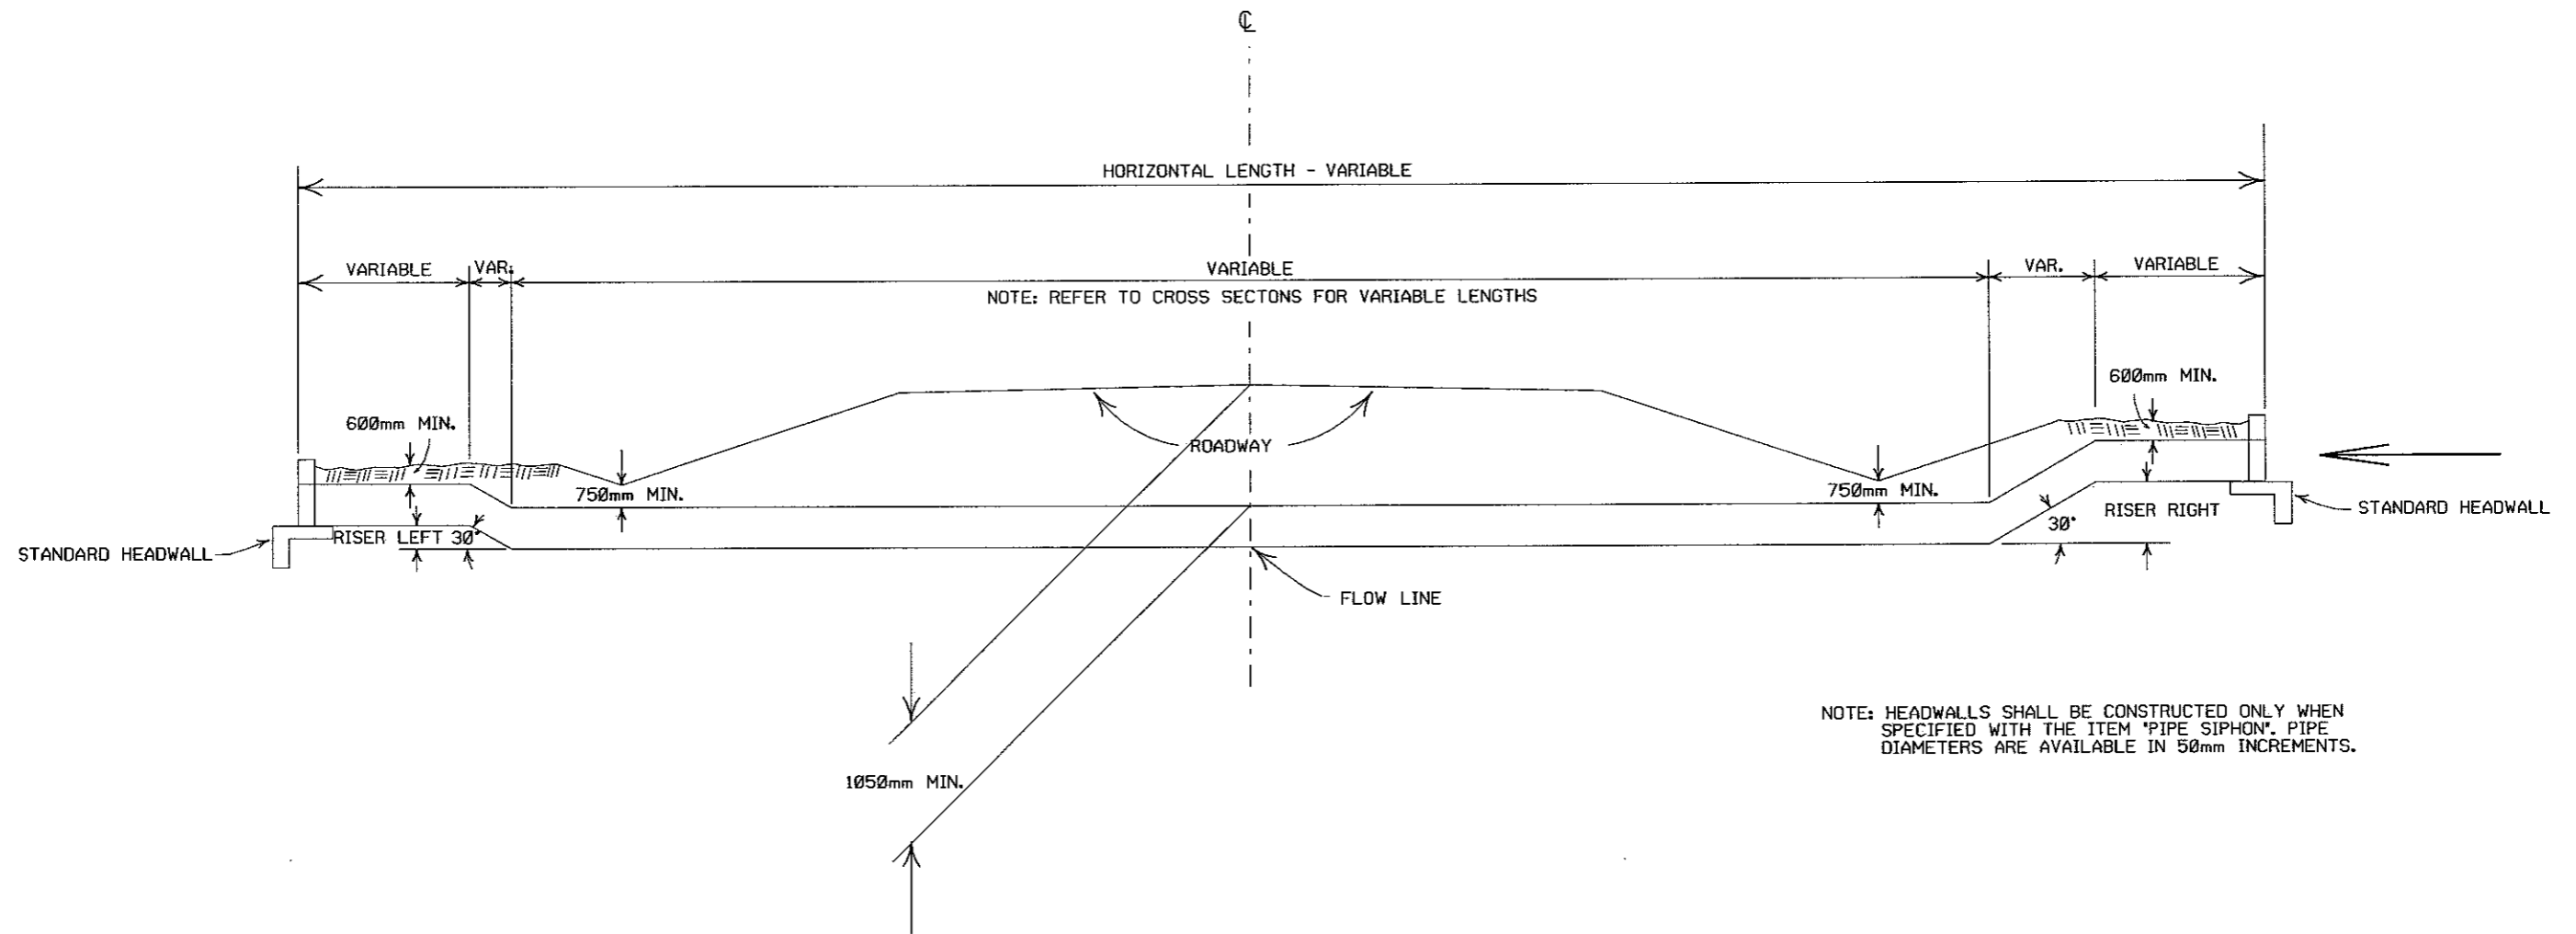 ℄
HORIZONTAL LENGTH - VARIABLE
VARIABLE
VAR.
VARIABLE
VAR.
VARIABLE
NOTE: REFER TO CROSS SECTONS FOR VARIABLE LENGTHS
600mm MIN.
600mm MIN.
ROADWAY
750mm MIN.
750mm MIN.
RISER LEFT 30°
30°
RISER RIGHT
STANDARD HEADWALL
STANDARD HEADWALL
FLOW LINE
1050mm MIN.
NOTE: HEADWALLS SHALL BE CONSTRUCTED ONLY WHEN
SPECIFIED WITH THE ITEM "PIPE SIPHON". PIPE
DIAMETERS ARE AVAILABLE IN 50mm INCREMENTS.